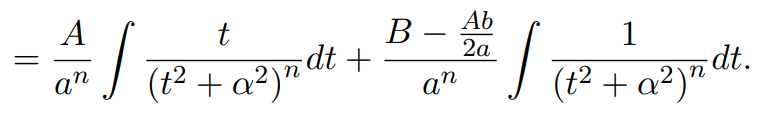 $= \frac{A}{a^n} \int \frac{t}{(t^2 + \alpha^2)^n} dt + \frac{B - \frac{Ab}{2a}}{a^n} \int \frac{1}{(t^2 + \alpha^2)^n} dt.$